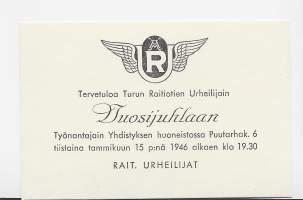 R
Tervetuloa Turun Raitiotien Urheilijain
Vuosijuhlaan
Työnantajain Yhdistyksen huoneistossa Puutarhak. 6
tiistaina tammikuun 15 p:nä 1946 alkaen klo 19.30
RAIT. URHEILIJAT